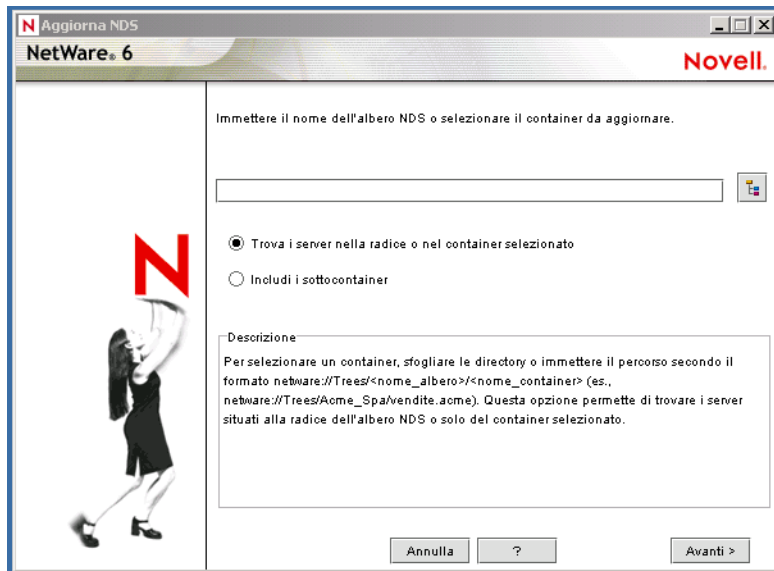 N Aggiorna NDS
NetWare® 6
Novell.
Immettere il nome dell'albero NDS o selezionare il container da aggiornare.
Trova i server nella radice o nel container selezionato
Includi i sottocontainer
N
Descrizione
Per selezionare un container, sfogliare le directory o immettere il percorso secondo il
formato netware://Trees/<nome_albero>/<nome_container> (es.,
netware://Trees/Acme_Spa/vendite.acme). Questa opzione permette di trovare i server
situati alla radice dell'albero NDS o solo del container selezionato.
Annulla
?
Avanti >